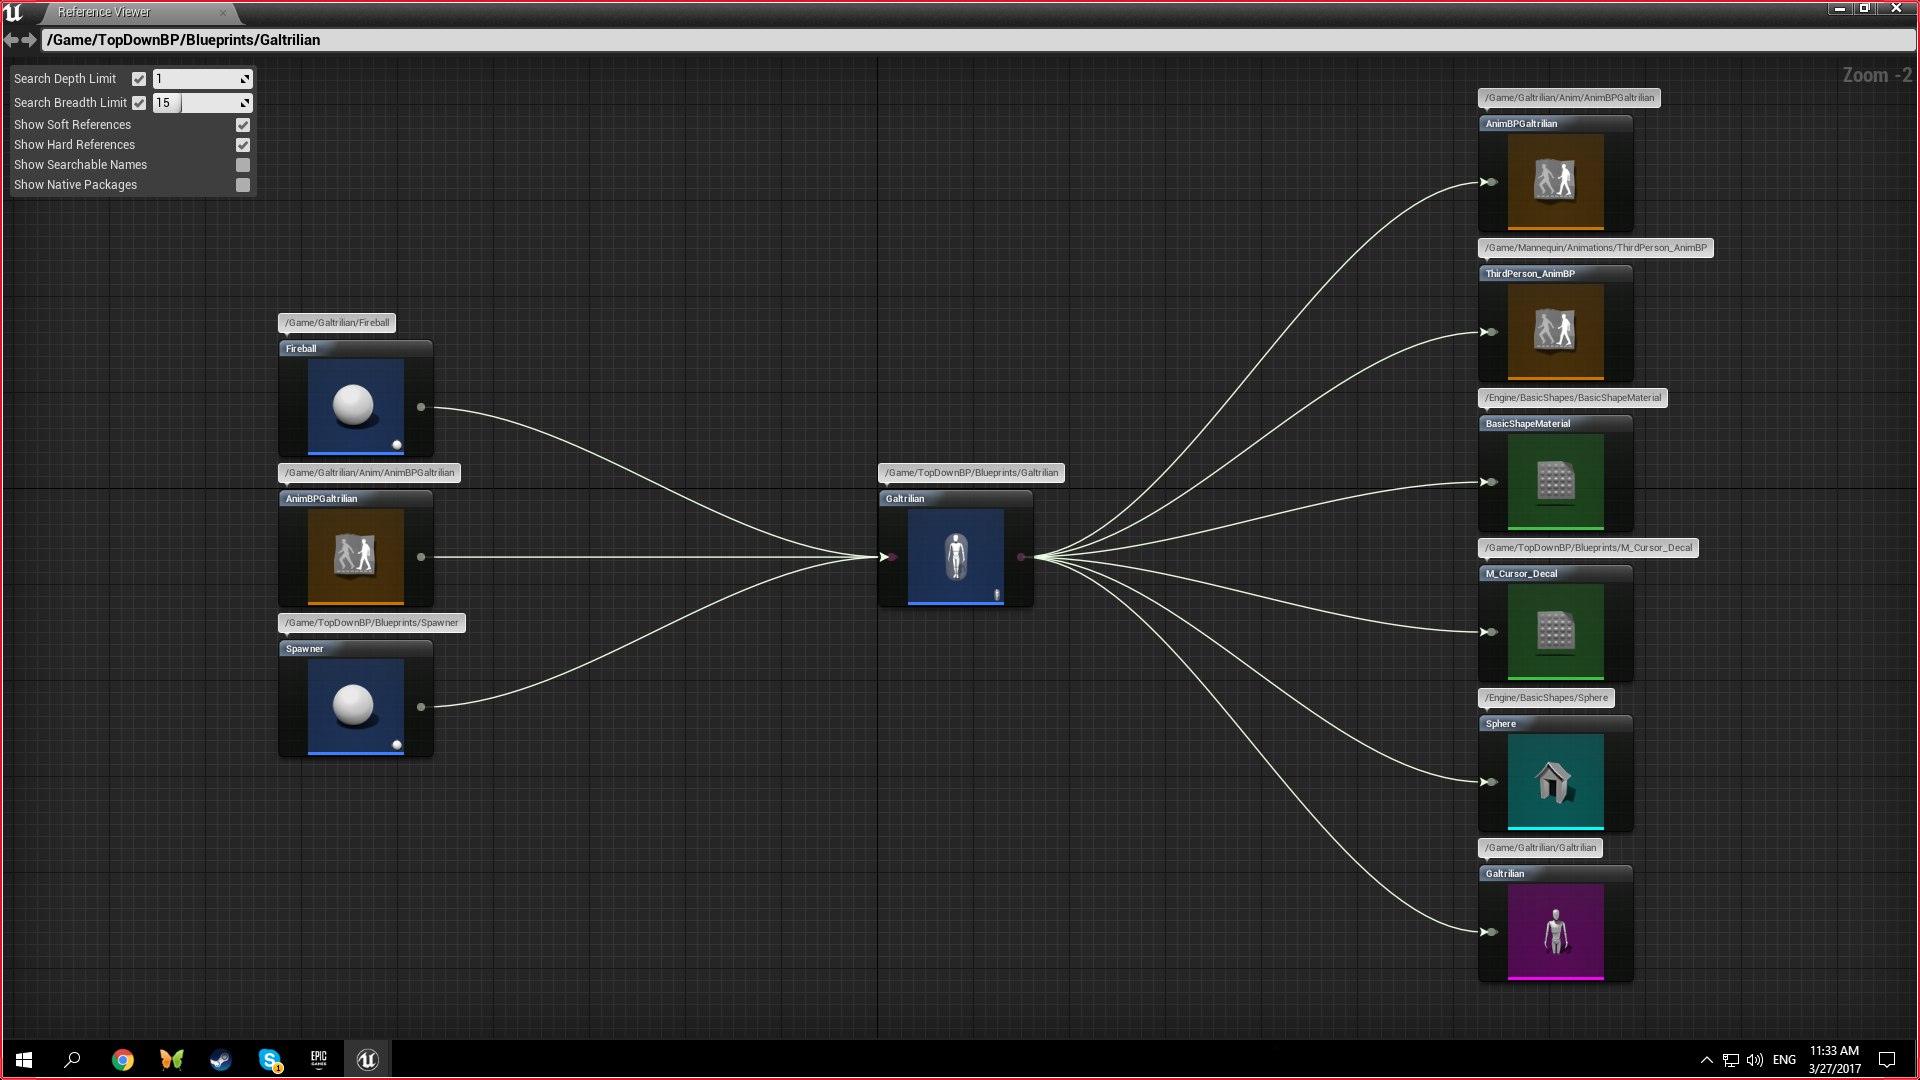 Reference Viewer
/Game/TopDownBP/Blueprints/Galtrilian
Search Depth Limit 1
Search Breadth Limit 15
Show Soft References
Show Hard References
Show Searchable Names
Show Native Packages
Zoom -2
/Game/Galtrilian/Fireball
Fireball
/Game/Galtrilian/Anim/AnimBPGaltrilian
AnimBPGaltrilian
/Game/TopDownBP/Blueprints/Spawner
Spawner
/Game/TopDownBP/Blueprints/Galtrilian
Galtrilian
/Game/Galtrilian/Anim/AnimBPGaltrilian
AnimBPGaltrilian
/Game/Mannequin/Animations/ThirdPerson_AnimBP
ThirdPerson_AnimBP
/Engine/BasicShapes/BasicShapeMaterial
BasicShapeMaterial
/Game/TopDownBP/Blueprints/M_Cursor_Decal
M_Cursor_Decal
/Engine/BasicShapes/Sphere
Sphere
/Game/Galtrilian/Galtrilian
Galtrilian
1
EPIC
GAMES
ENG
11:33 AM
3/27/2017